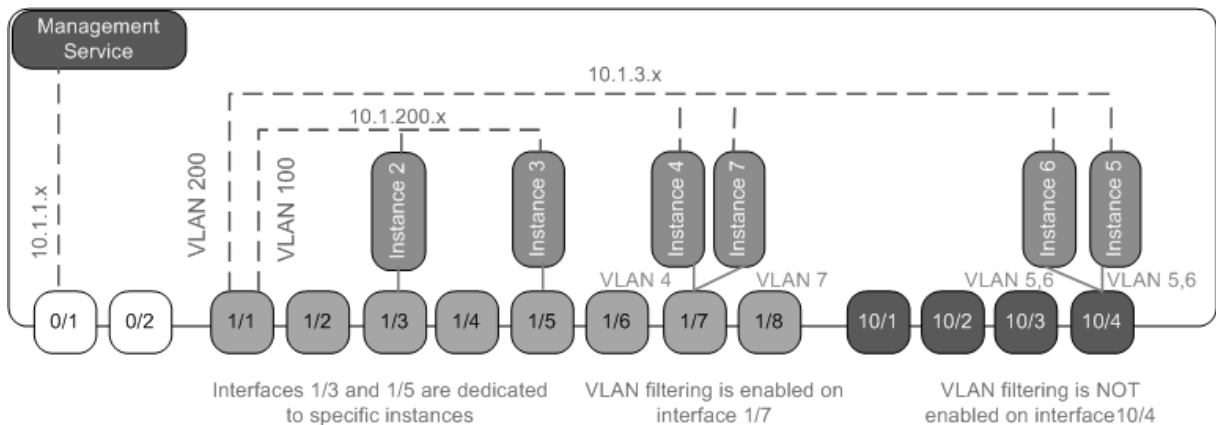 Management
Service
10.1.3.x
10.1.200.x
10.1.1.x
VLAN 200
VLAN 100
Instance 2
Instance 3
Instance 4
Instance 7
Instance 6
Instance 5
VLAN 4
VLAN 7
VLAN 5,6
VLAN 5,6
0/1
0/2
1/1
1/2
1/3
1/4
1/5
1/6
1/7
1/8
10/1
10/2
10/3
10/4
Interfaces 1/3 and 1/5 are dedicated
to specific instances
VLAN filtering is enabled on
interface 1/7
VLAN filtering is NOT
enabled on interface10/4